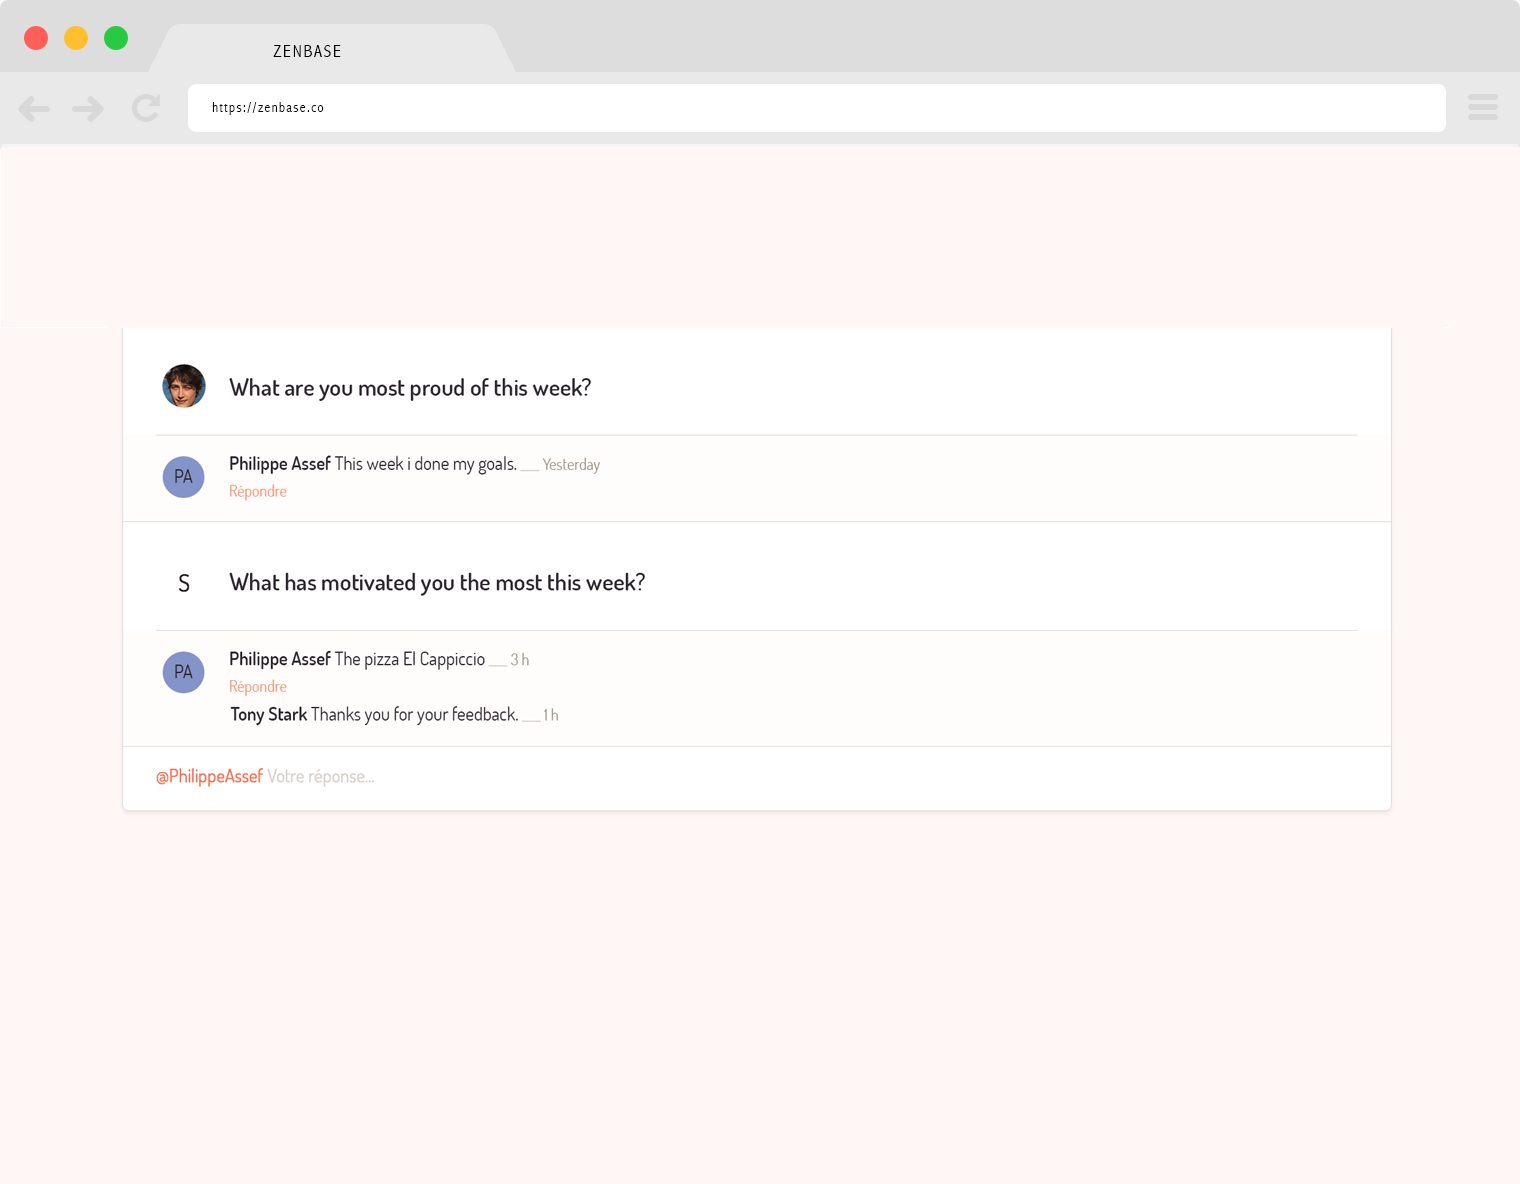 ZENBASE
https://zenbase.co
What are you most proud of this week?
PA
Philippe Assef This week i done my goals. __ Yesterday
Répondre
S
What has motivated you the most this week?
PA
Philippe Assef The pizza El Cappiccio __ 3 h
Répondre
Tony Stark Thanks you for your feedback. __ 1 h
@PhilippeAssef Votre réponse...